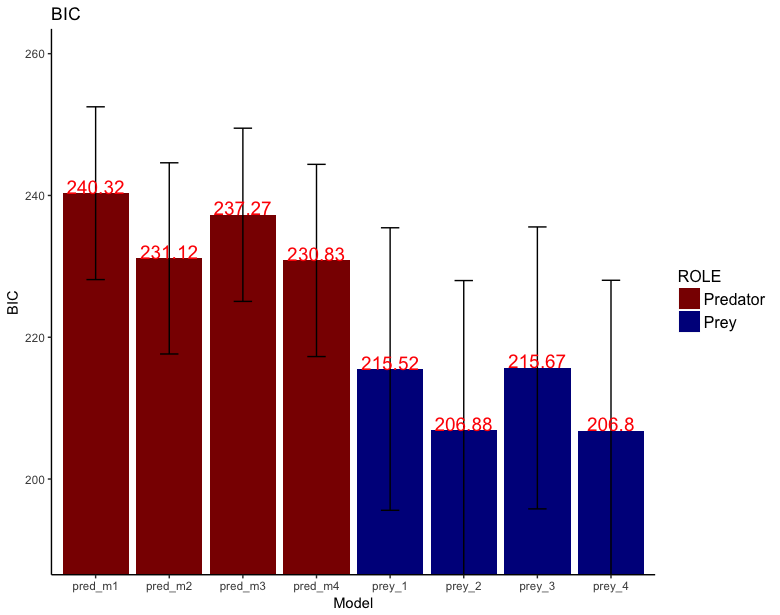 BIC
260
240
220
200
BIC
240.32
231.12
237.27
230.83
215.52
206.88
215.67
206.8
pred_m1 pred_m2 pred_m3 pred_m4 prey_1 prey_2 prey_3 prey_4
Model
ROLE
Predator
Prey